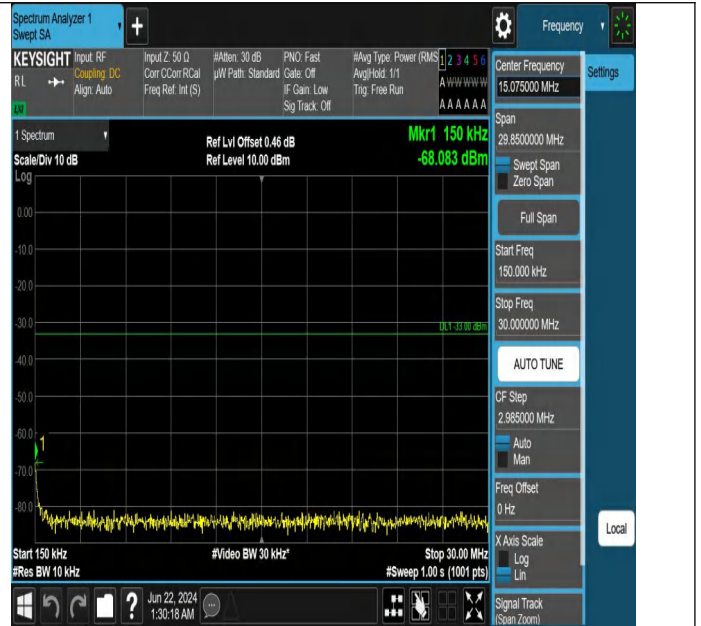 Spectrum Analyzer 1
Swept SA
+
Frequency
KEYSIGHT
RL
LXI
Input: RF
Coupling: DC
Align: Auto
Input Z: 50 Ω
Corr CCorr RCal
Freq Ref: Int (S)
#Atten: 30 dB
µW Path: Standard
PNO: Fast
Gate: Off
IF Gain: Low
Sig Track: Off
#Avg Type: Power (RMS
Avg|Hold: 1/1
Trig: Free Run
1 2 3 4 5 6
A W W W W W
A A A A A A
1 Spectrum
Scale/Div 10 dB
Log
Ref Lvl Offset 0.46 dB
Ref Level 10.00 dBm
Mkr1 150 kHz
-68.083 dBm
0.00
-10.0
-20.0
-30.0
-40.0
-50.0
-60.0
-70.0
-80.0
DL1 -33.00 dBm
1
Start 150 kHz
#Res BW 10 kHz
#Video BW 30 kHz*
Stop 30.00 MHz
#Sweep 1.00 s (1001 pts)
Center Frequency
15.075000 MHz
Settings
Span
29.8500000 MHz
Swept Span
Zero Span
Full Span
Start Freq
150.000 kHz
Stop Freq
30.000000 MHz
AUTO TUNE
CF Step
2.985000 MHz
Auto
Man
Freq Offset
0 Hz
X Axis Scale
Log
Lin
Signal Track
(Span Zoom)
Local
?
Jun 22, 2024
1:30:18 AM